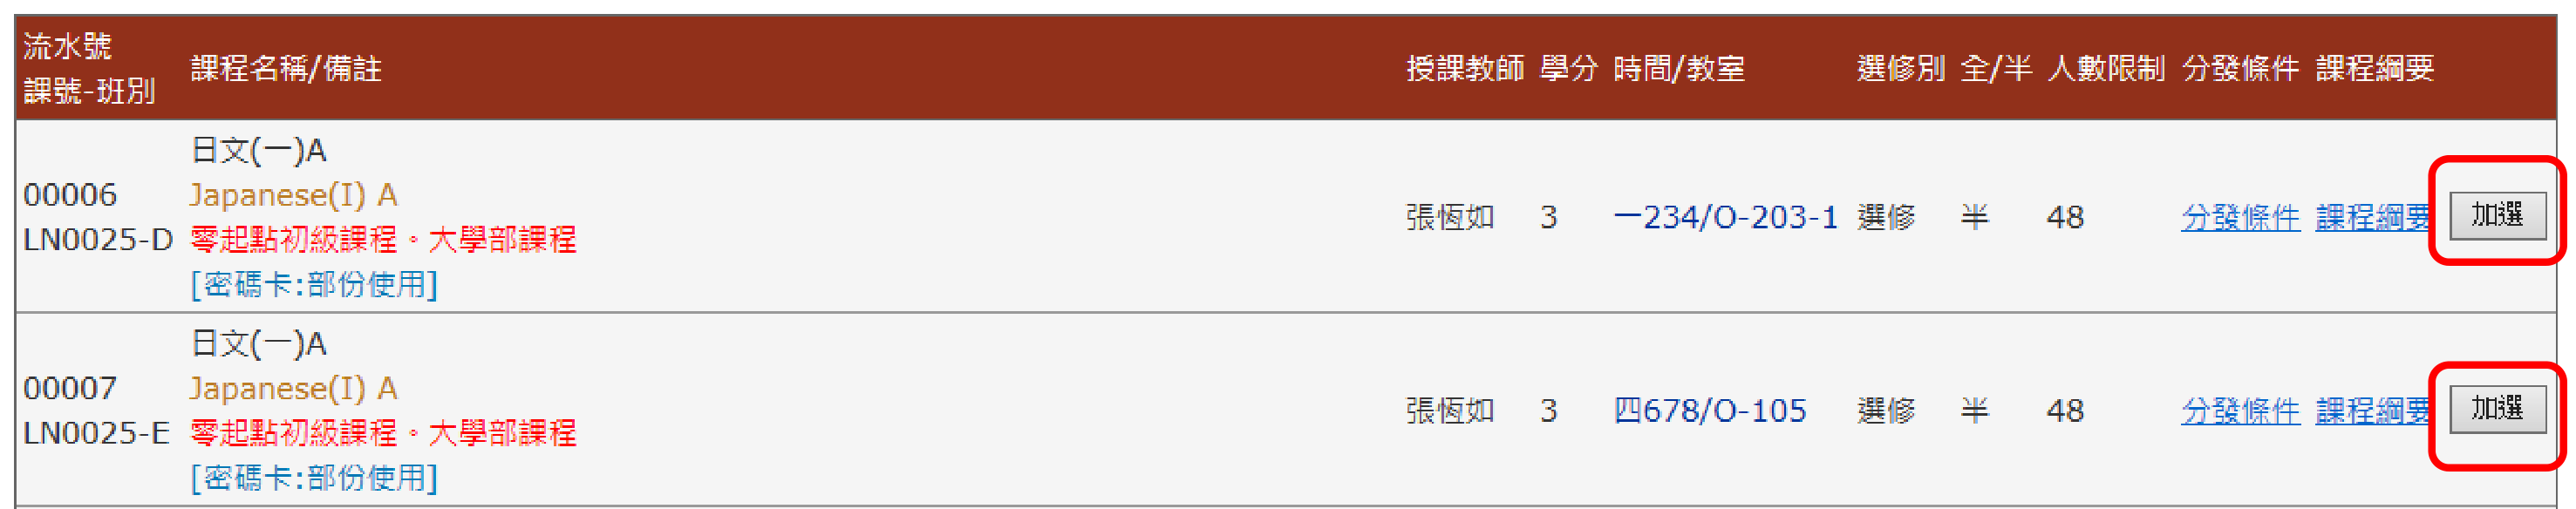 流水號
課號-班別
課程名稱/備註
授課教師 學分 時間/教室 選修別 全/半 人數限制 分發條件 課程綱要
00006
LN0025-D
日文(一)A
Japanese(I) A
零起點初級課程。大學部課程
[密碼卡:部份使用]
張恆如 3 一234/O-203-1 選修 半 48 分發條件 課程綱要 加選
00007
LN0025-E
日文(一)A
Japanese(I) A
零起點初級課程。大學部課程
[密碼卡:部份使用]
張恆如 3 四678/O-105 選修 半 48 分發條件 課程綱要 加選